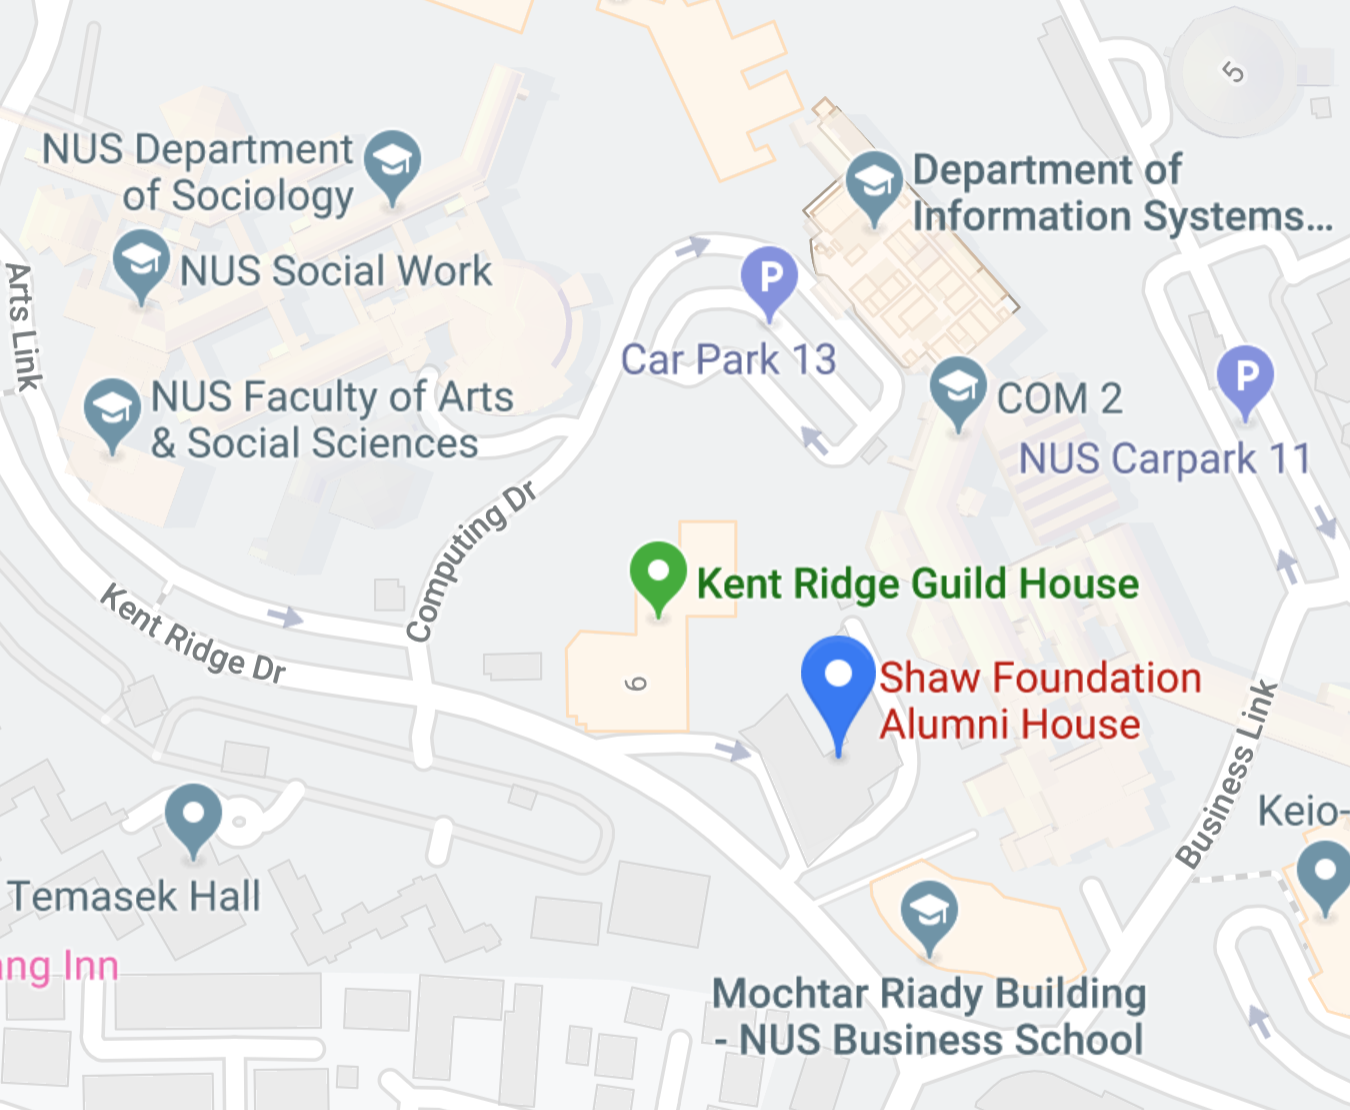 5
NUS Department
of Sociology
Department of
Information Systems...
NUS Social Work
Arts Link
P
Car Park 13
P
NUS Faculty of Arts
& Social Sciences
COM 2
NUS Carpark 11
Computing Dr
Kent Ridge Guild House
Kent Ridge Dr
6
Shaw Foundation
Alumni House
Business Link
Keio-
Temasek Hall
ang Inn
Mochtar Riady Building
- NUS Business School